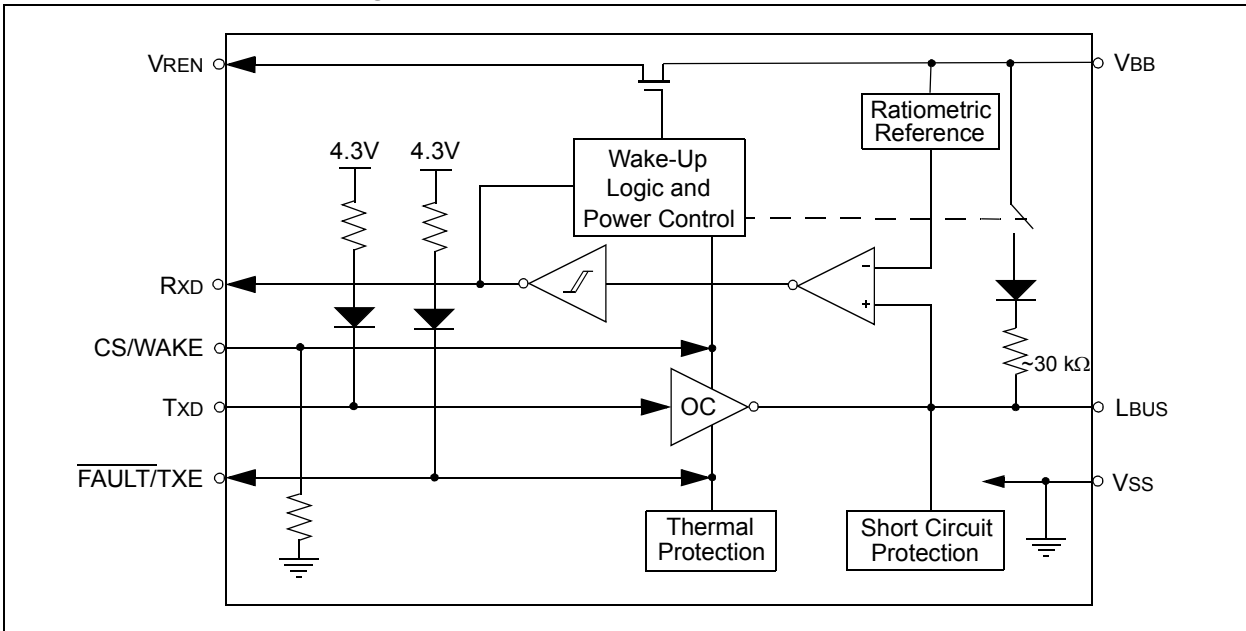 VREN
VBB
Ratiometric
Reference
4.3V
4.3V
Wake-Up
Logic and
Power Control
RXD
-
+
~30 kΩ
CS/WAKE
TXD
OC
LBUS
FAULT/TXE
VSS
Thermal
Protection
Short Circuit
Protection